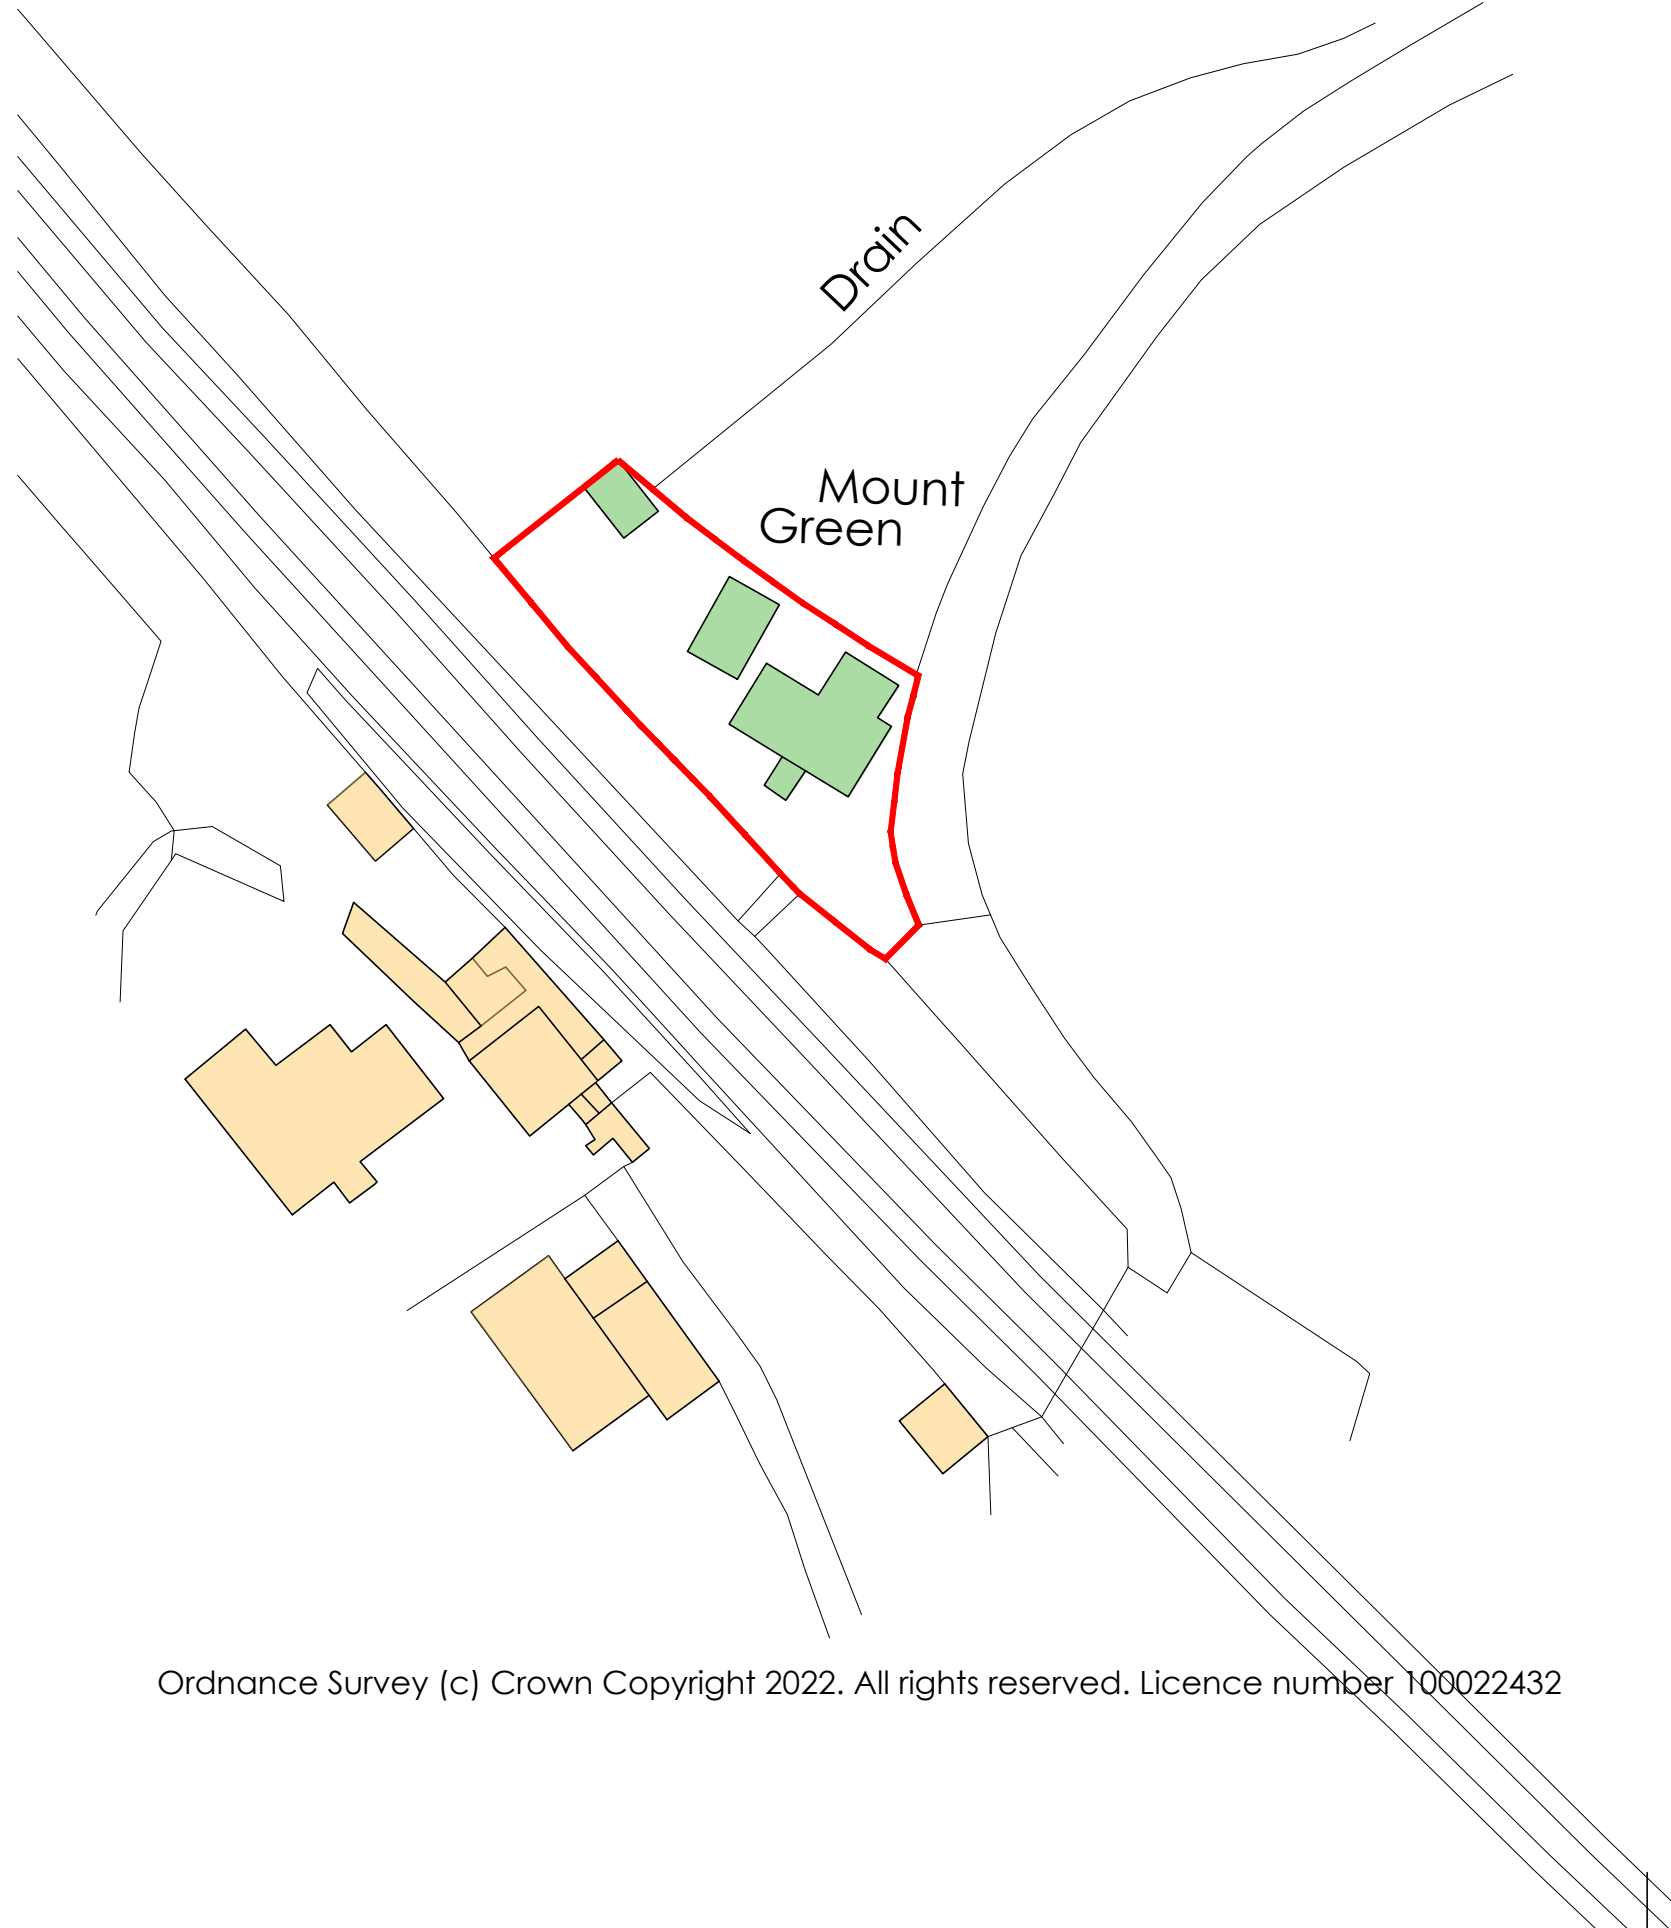 Drain
Mount
Green
Ordnance Survey (c) Crown Copyright 2022. All rights reserved. Licence number 100022432